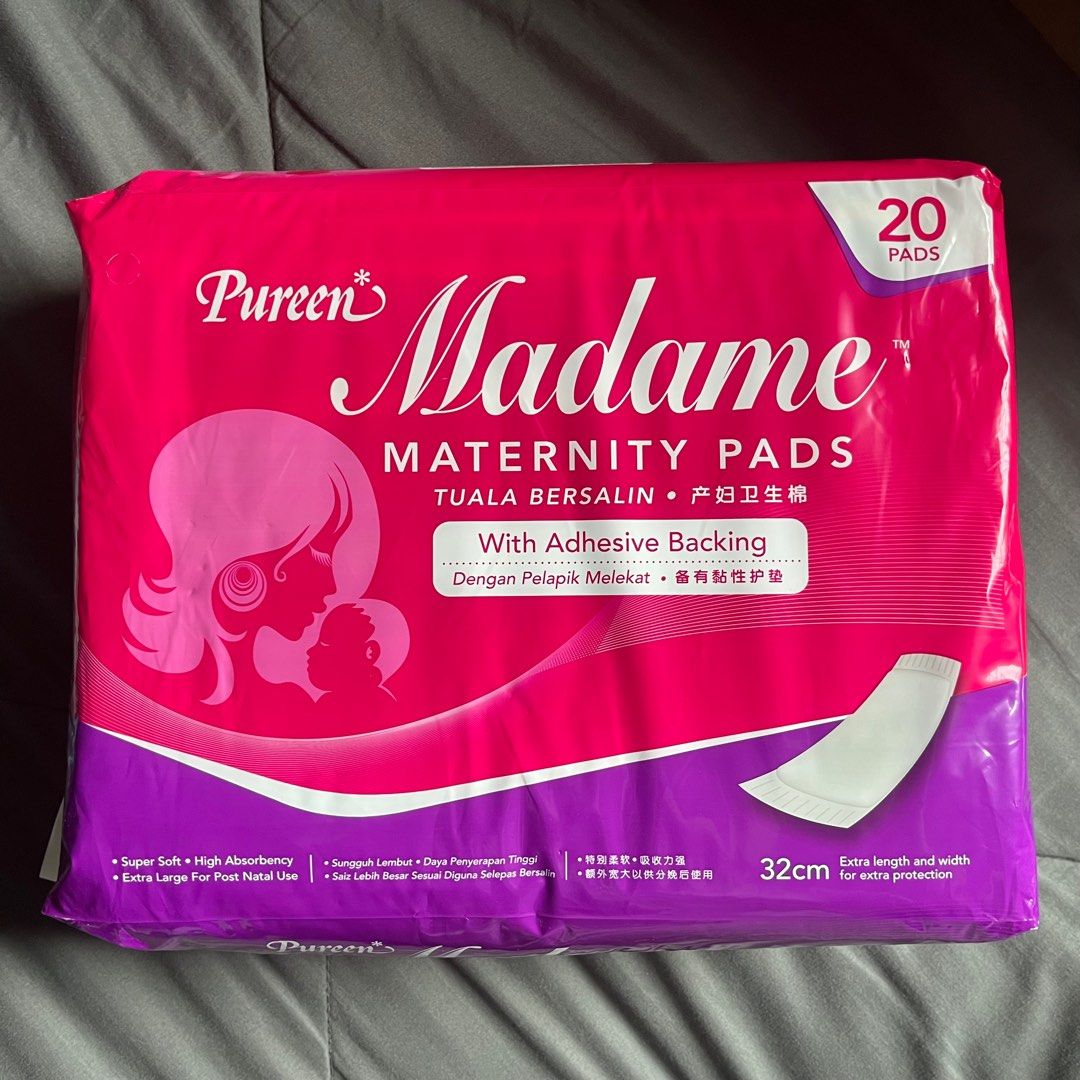 20
PADS
Pureen*
Madame™
MATERNITY PADS
TUALA BERSALIN • 产妇卫生棉
With Adhesive Backing
Dengan Pelapik Melekat • 备有黏性护垫
• Super Soft • High Absorbency
• Extra Large For Post Natal Use
• Sungguh Lembut • Daya Penyerapan Tinggi
• Saiz Lebih Besar Sesuai Diguna Selepas Bersalin
• 特别柔软 • 吸收力强
• 额外宽大以供分娩后使用
32cm
Extra length and width
for extra protection
Pureen*